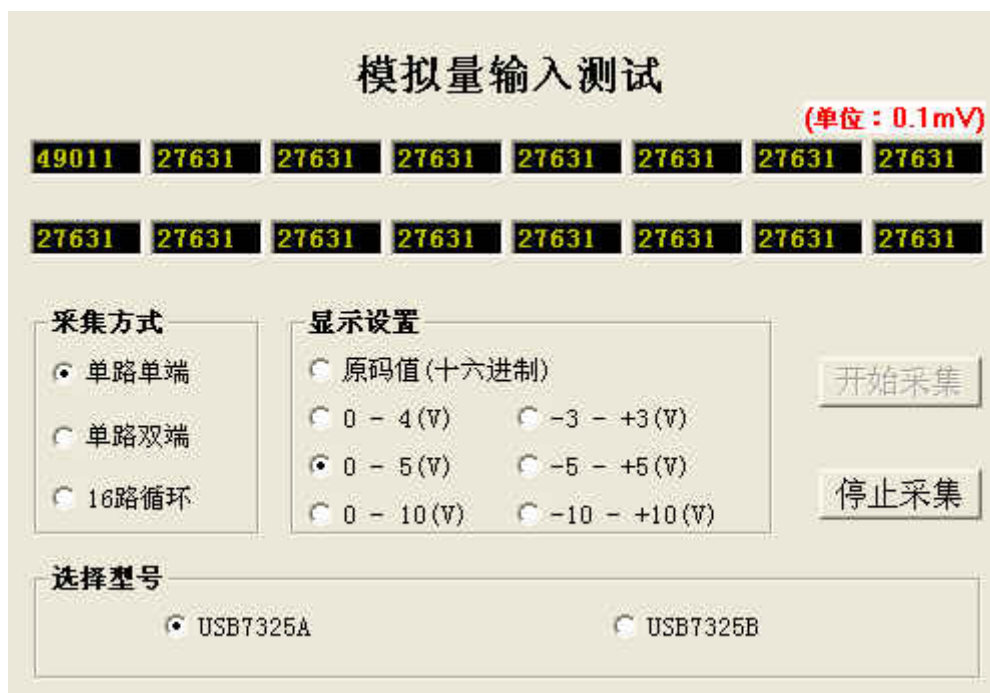 模拟量输入测试
(单位：0.1mV)
49011 27631 27631 27631 27631 27631 27631 27631
27631 27631 27631 27631 27631 27631 27631 27631
采集方式
单路单端
单路双端
16路循环
显示设置
原码值(十六进制)
0 - 4(V) -3 - +3(V)
0 - 5(V) -5 - +5(V)
0 - 10(V) -10 - +10(V)
开始采集
停止采集
选择型号
USB7325A USB7325B